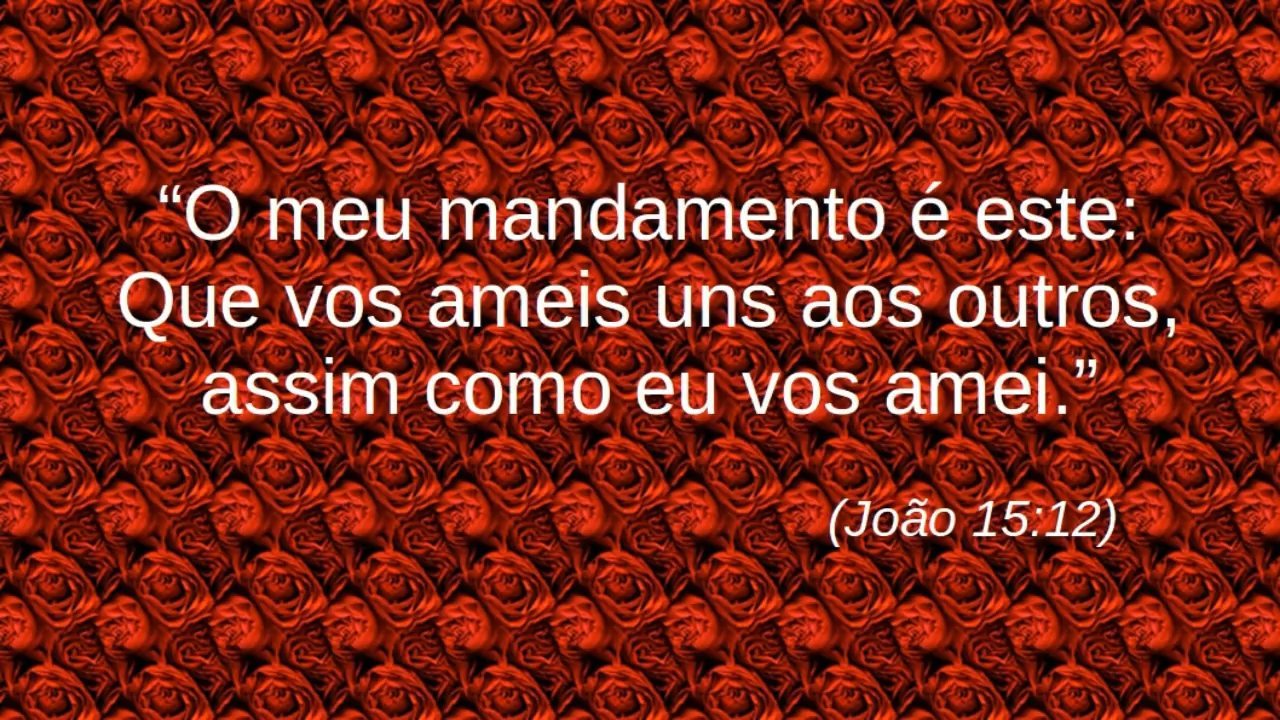 “O meu mandamento é este:
Que vos ameis uns aos outros,
assim como eu vos amei.”
(João 15:12)